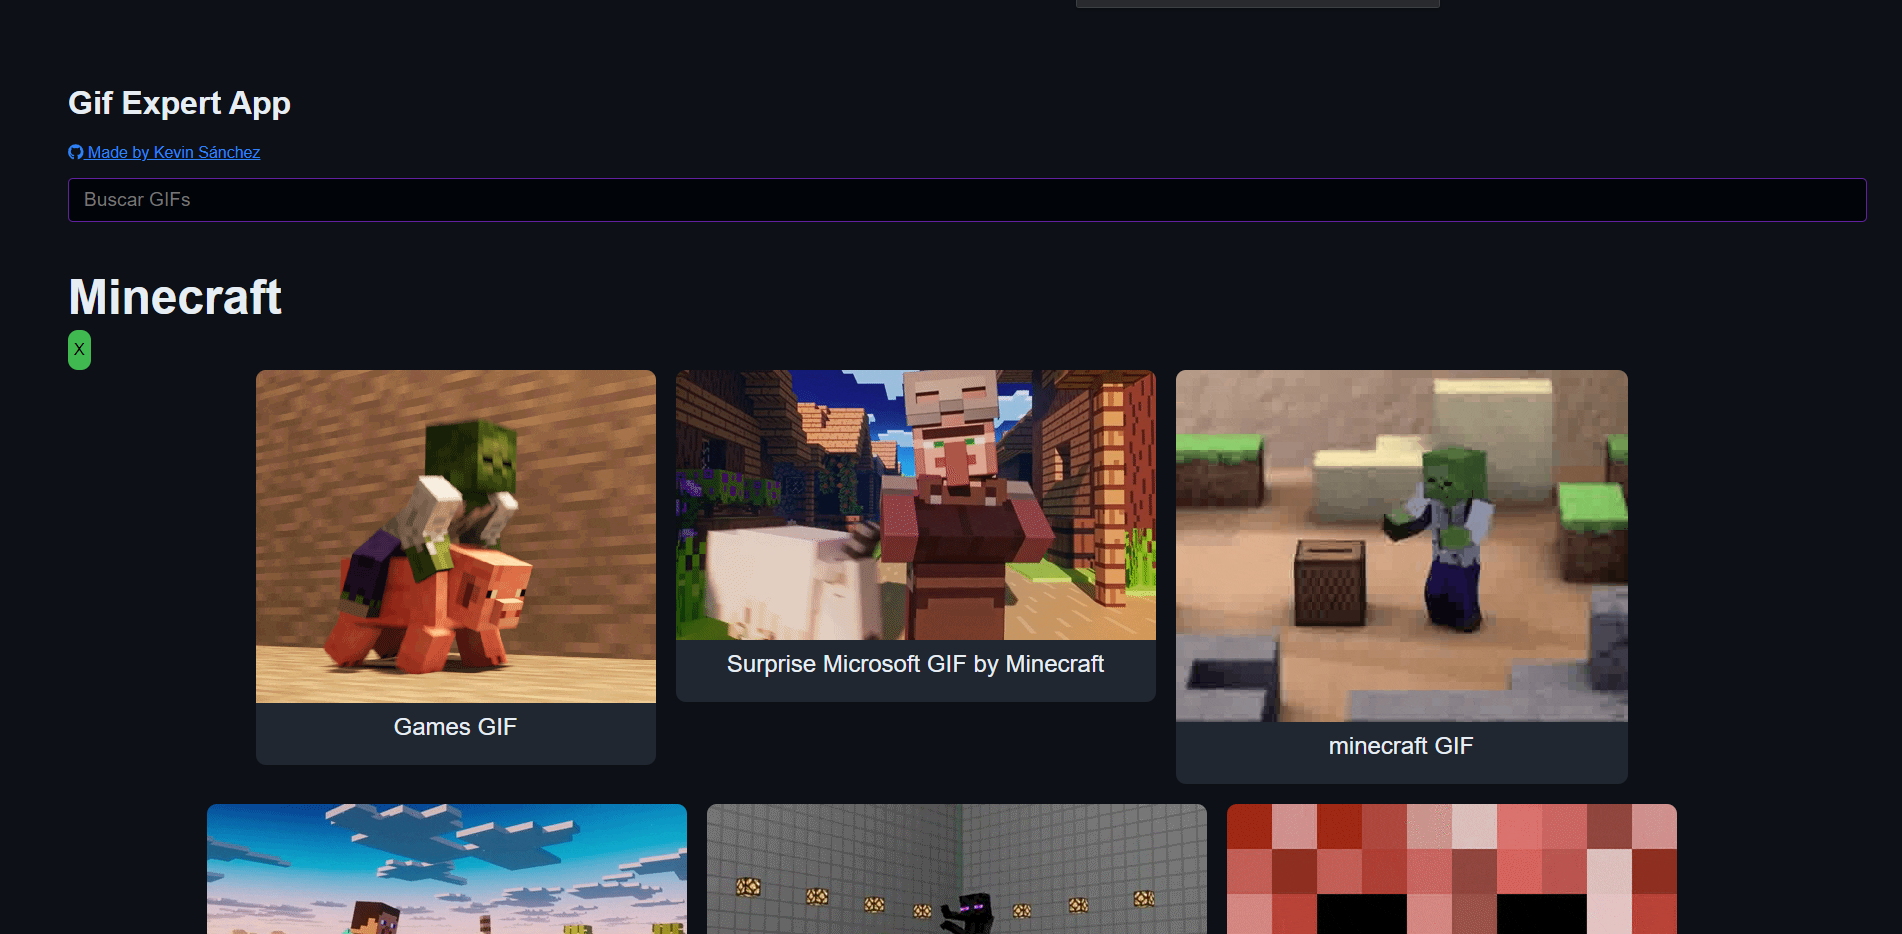 Gif Expert App
Made by Kevin Sánchez
Buscar GIFs
Minecraft
X
Games GIF
Surprise Microsoft GIF by Minecraft
minecraft GIF